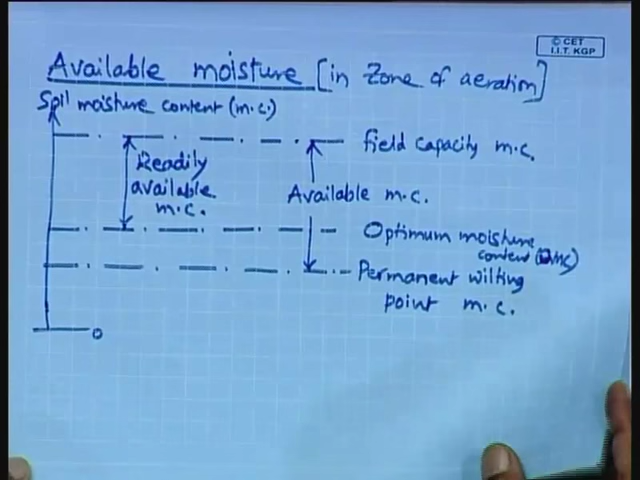 © CET
I.I.T. KGP
Available moisture [in Zone of aeration]
Soil moisture content (m.c.)
field capacity m.c.
Readily
available
m.c.
Available m.c.
Optimum moisture
content (OMC)
Permanent wilting
point m.c.
0